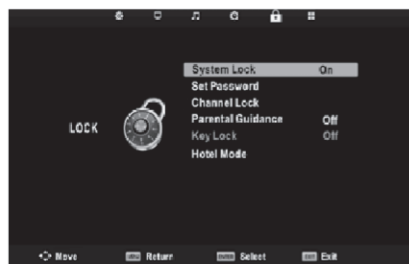 System Lock On
Set Password
Channel Lock
Parental Guidance Off
LOCK
Key Lock Off
Hotel Mode
Move Return Select Exit